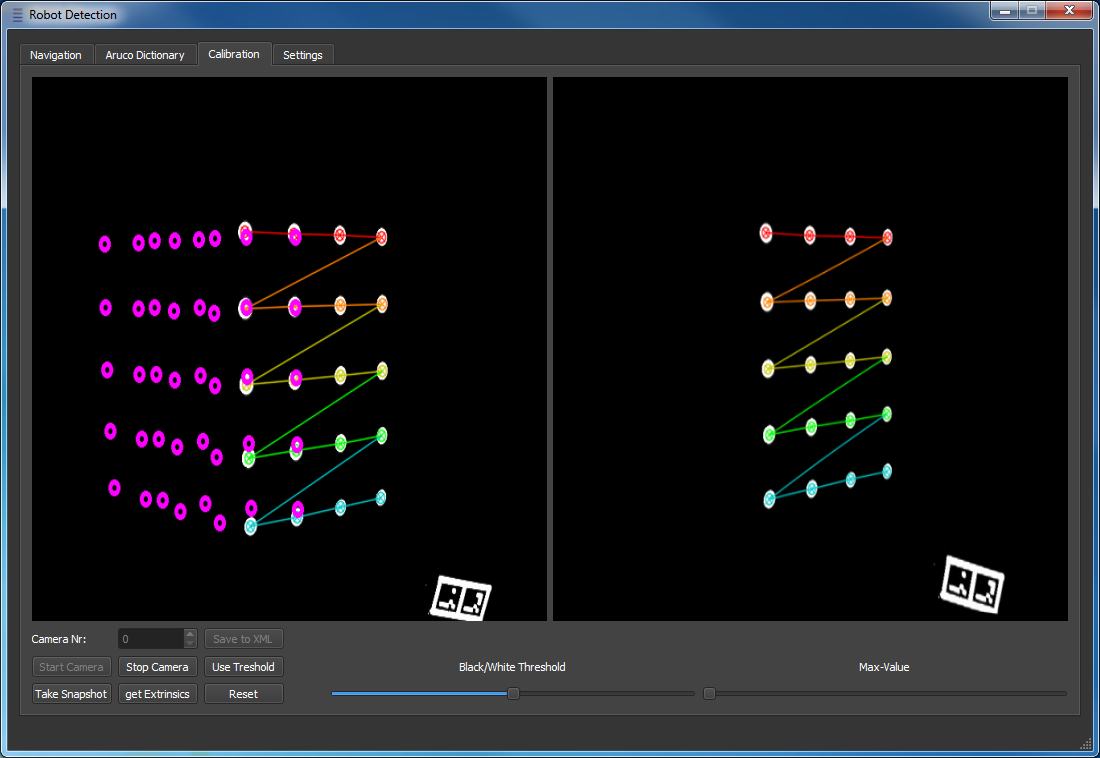 Robot Detection
Navigation Aruco Dictionary Calibration Settings
Camera Nr: 0 Save to XML
Start Camera Stop Camera Use Treshold Black/White Threshold Max-Value
Take Snapshot get Extrinsics Reset